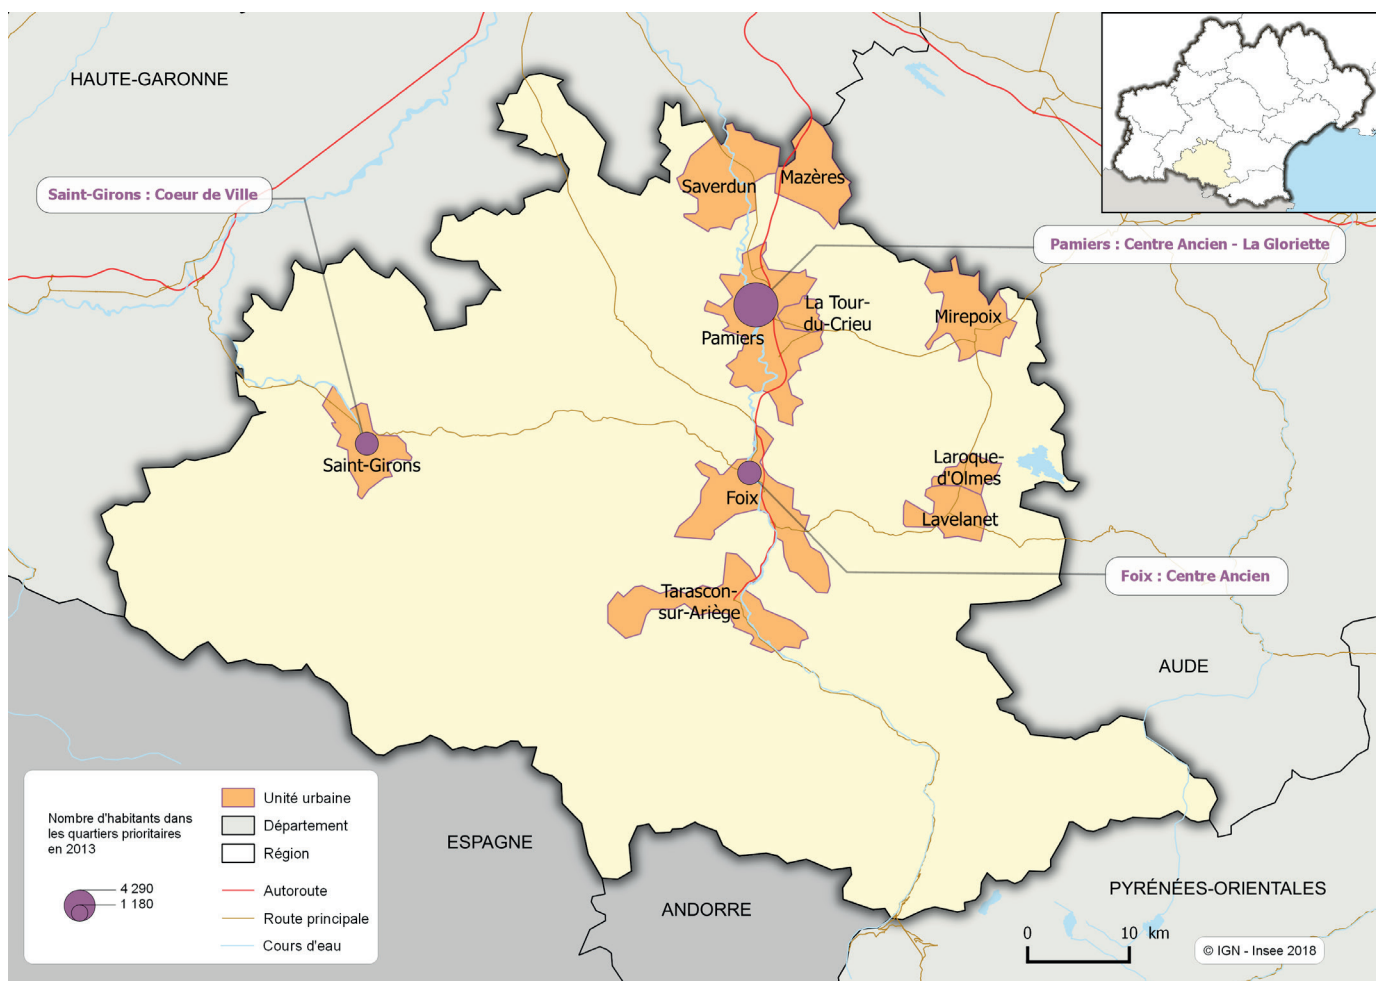 HAUTE-GARONNE
Saint-Girons : Coeur de Ville
Saverdun
Mazères
Pamiers : Centre Ancien - La Gloriette
La Tour-
du-Crieu
Pamiers
Mirepoix
Saint-Girons
Laroque-
d'Olmes
Foix
Lavelanet
Foix : Centre Ancien
Tarascon-
sur-Ariège
AUDE
ESPAGNE
ANDORRE
PYRÉNÉES-ORIENTALES
Nombre d'habitants dans
les quartiers prioritaires
en 2013
4 290
1 180
Unité urbaine
Département
Région
Autoroute
Route principale
Cours d'eau
0 10 km
© IGN - Insee 2018